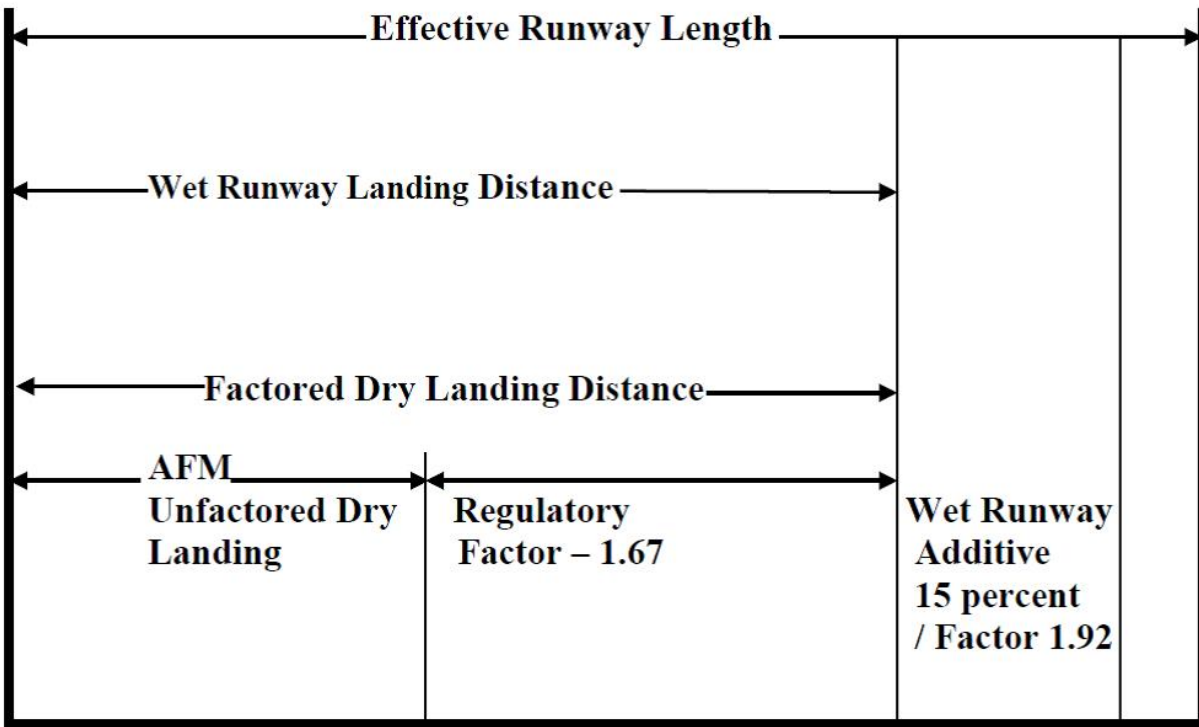 Effective Runway Length
Wet Runway Landing Distance
Factored Dry Landing Distance
AFM
Unfactored Dry
Landing
Regulatory
Factor – 1.67
Wet Runway
Additive
15 percent
/ Factor 1.92